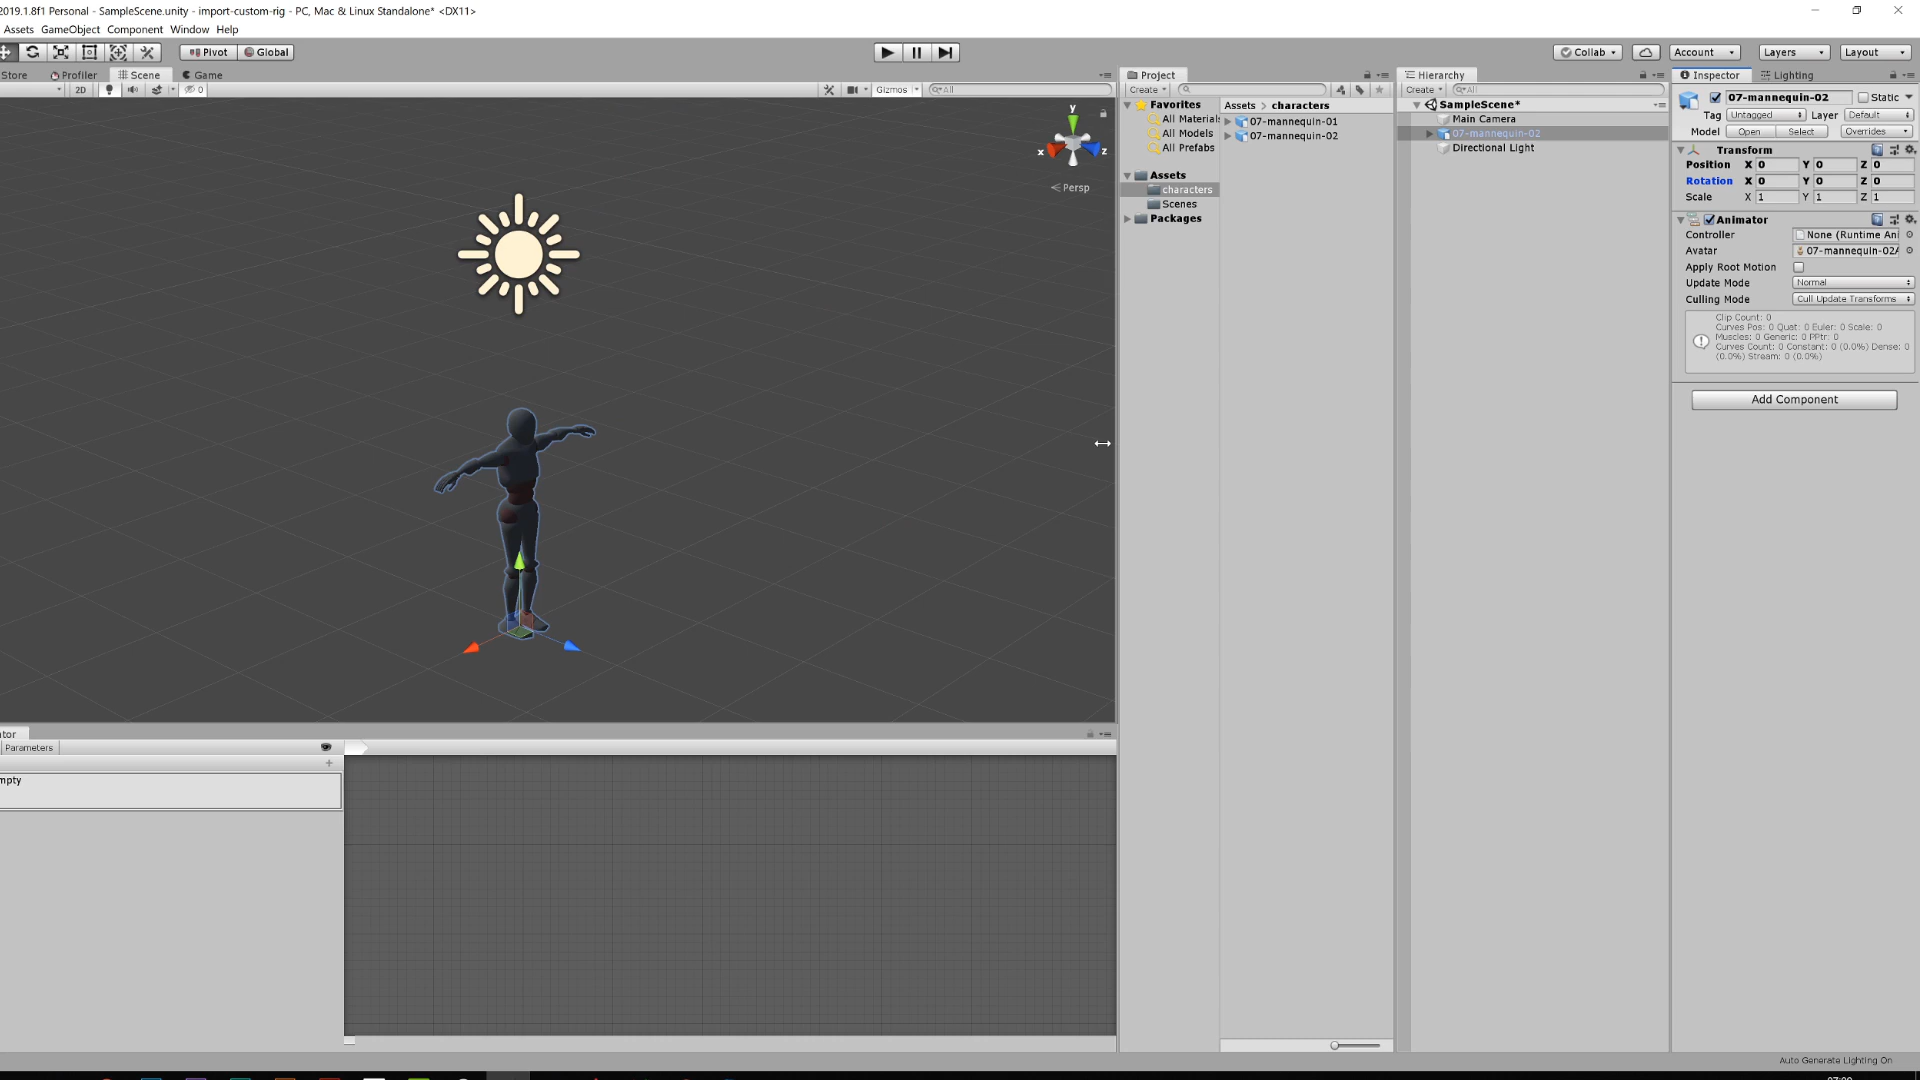 2019.1.8f1 Personal - SampleScene.unity - import-custom-rig - PC, Mac & Linux Standalone* <DX11>
Assets GameObject Component Window Help
Pivot Global
Collab Account Layers Layout
Store Profiler Scene Game
2D 0 Gizmos All
y
x z
Persp
Project
Create
Favorites
All Materials
All Models
All Prefabs
Assets
characters
Scenes
Packages
Assets > characters
07-mannequin-01
07-mannequin-02
Hierarchy
Create All
SampleScene*
Main Camera
07-mannequin-02
Directional Light
Inspector Lighting
07-mannequin-02 Static
Tag Untagged Layer Default
Model Open Select Overrides
Transform
Position X 0 Y 0 Z 0
Rotation X 0 Y 0 Z 0
Scale X 1 Y 1 Z 1
Animator
Controller None (Runtime Ani
Avatar 07-mannequin-02A
Apply Root Motion
Update Mode Normal
Culling Mode Cull Update Transforms
Clip Count: 0
Curves Pos: 0 Quat: 0 Euler: 0 Scale: 0
Muscles: 0 Generic: 0 PPtr: 0
Curves Count: 0 Constant: 0 (0.0%) Dense: 0
(0.0%) Stream: 0 (0.0%)
Add Component
tor
Parameters
mpty
Auto Generate Lighting On